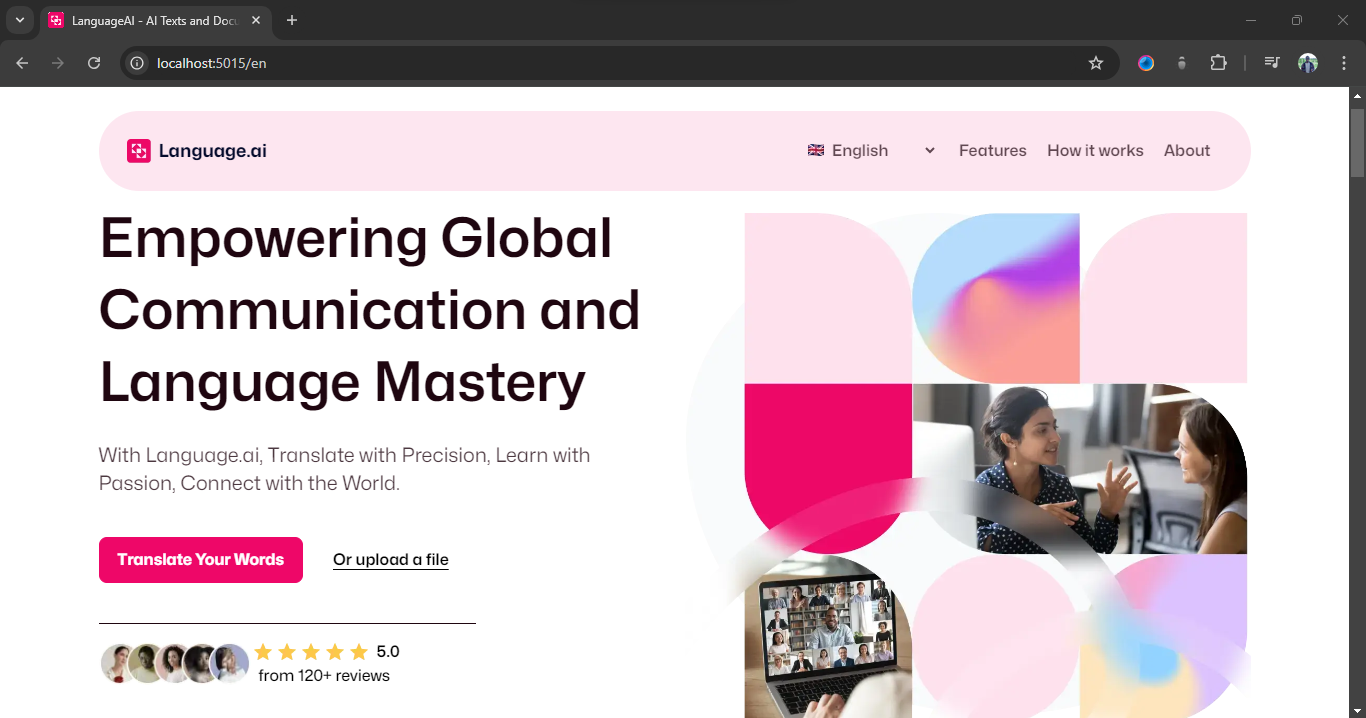 LanguageAI - AI Texts and Docu
localhost:5015/en
Language.ai
English
Features
How it works
About
Empowering Global
Communication and
Language Mastery
With Language.ai, Translate with Precision, Learn with
Passion, Connect with the World.
Translate Your Words
Or upload a file
5.0
from 120+ reviews